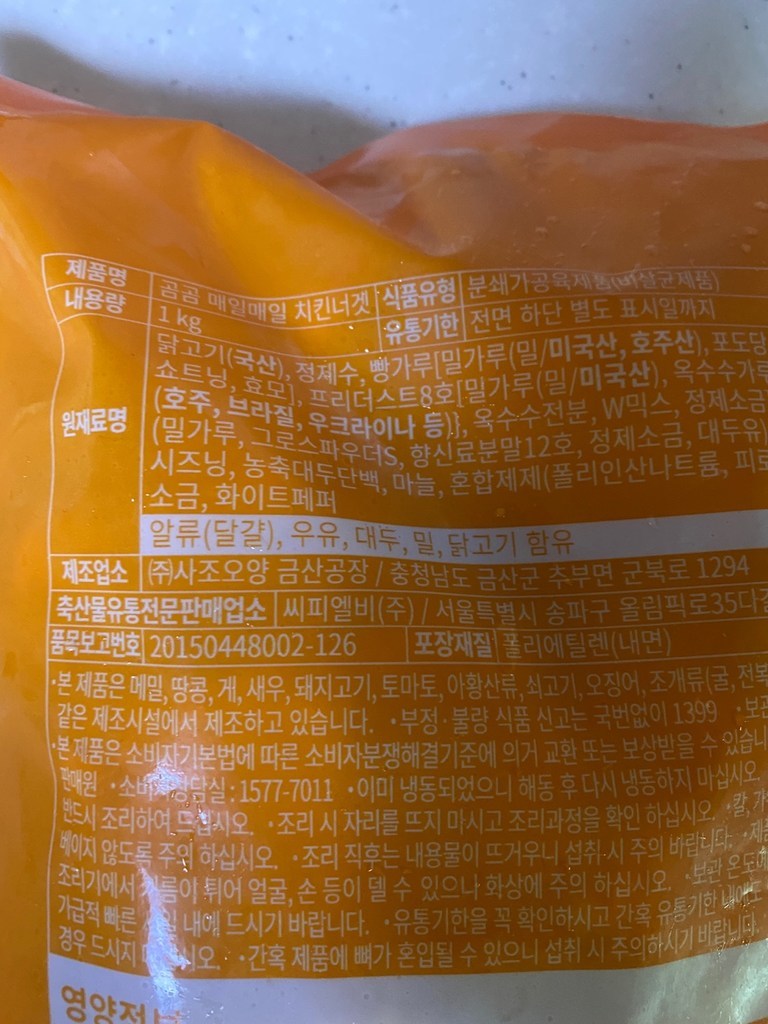 제품명 곰곰 매일매일 치킨너겟 식품유형 분쇄가공육제품(비살균제품)
내용량 1 kg 유통기한 전면 하단 별도 표시일까지
원재료명
닭고기(국산), 정제수, 빵가루[밀가루(밀/미국산, 호주산), 포도당
쇼트닝, 효모], 프리더스트8호[밀가루(밀/미국산), 옥수수가루
(호주, 브라질, 우크라이나 등)}, 옥수수전분, W믹스, 정제소금
(밀가루, 그로스파우더S, 향신료분말12호, 정제소금, 대두유)
시즈닝, 농축대두단백, 마늘, 혼합제제(폴리인산나트륨, 피로
소금, 화이트페퍼
알류(달걀), 우유, 대두, 밀, 닭고기 함유
제조업소 (주)사조오양 금산공장 / 충청남도 금산군 추부면 군북로 1294
축산물유통전문판매업소 씨피엘비(주) / 서울특별시 송파구 올림픽로35다길
품목보고번호 20150448002-126 포장재질 폴리에틸렌(내면)
·본 제품은 메밀, 땅콩, 게, 새우, 돼지고기, 토마토, 아황산류, 쇠고기, 오징어, 조개류(굴, 전복
같은 제조시설에서 제조하고 있습니다. ·부정·불량 식품 신고는 국번없이 1399 ·보관
·본 제품은 소비자기본법에 따른 소비자분쟁해결기준에 의거 교환 또는 보상받을 수 있습니
판매원 ·소비 실 : 1577-7011 ·이미 냉동되었으니 해동 후 다시 냉동하지 마십시오.
반드시 조리하여 드십시오. ·조리 시 자리를 뜨지 마시고 조리과정을 확인 하십시오. ·칼, 가
베이지 않도록 주의 하십시오. ·조리 직후는 내용물이 뜨거우니 섭취 시 주의 바랍니다. ·제품
조리기에서 기름이 튀어 얼굴, 손 등이 델 수 있으나 화상에 주의 하십시오. ·보관 온도에
가급적 빠른 내에 드시기 바랍니다. ·유통기한을 꼭 확인하시고 간혹 유통기한 내에도
경우 드시지 ·간혹 제품에 뼈가 혼입될 수 있으니 섭취 시 주의하시기 바랍니다.
영양정보